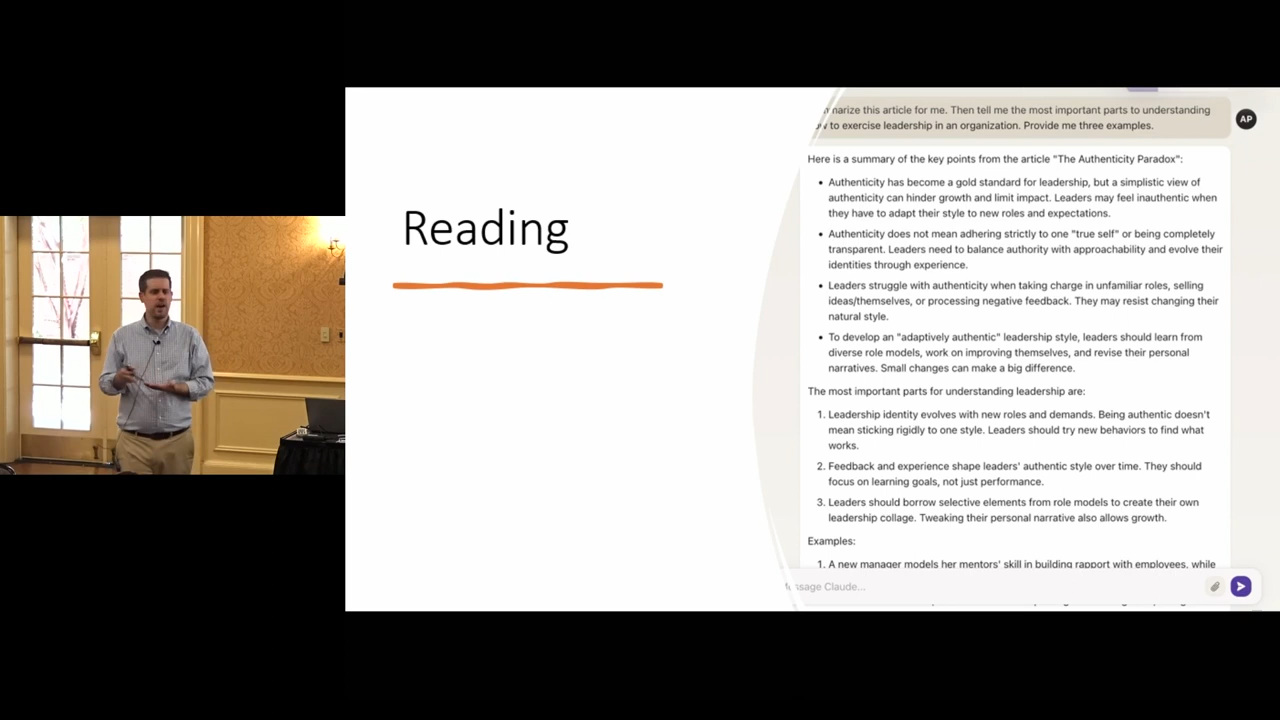 Reading
marize this article for me. Then tell me the most important parts to understanding
to exercise leadership in an organization. Provide me three examples.
AP
Here is a summary of the key points from the article "The Authenticity Paradox":
• Authenticity has become a gold standard for leadership, but a simplistic view of
authenticity can hinder growth and limit impact. Leaders may feel inauthentic when
they have to adapt their style to new roles and expectations.
• Authenticity does not mean adhering strictly to one "true self" or being completely
transparent. Leaders need to balance authority with approachability and evolve their
identities through experience.
• Leaders struggle with authenticity when taking charge in unfamiliar roles, selling
ideas/themselves, or processing negative feedback. They may resist changing their
natural style.
• To develop an "adaptively authentic" leadership style, leaders should learn from
diverse role models, work on improving themselves, and revise their personal
narratives. Small changes can make a big difference.
The most important parts for understanding leadership are:
1. Leadership identity evolves with new roles and demands. Being authentic doesn't
mean sticking rigidly to one style. Leaders should try new behaviors to find what
works.
2. Feedback and experience shape leaders' authentic style over time. They should
focus on learning goals, not just performance.
3. Leaders should borrow selective elements from role models to create their own
leadership collage. Tweaking their personal narrative also allows growth.
Examples:
1. A new manager models her mentors' skill in building rapport with employees, while
ssage Claude...